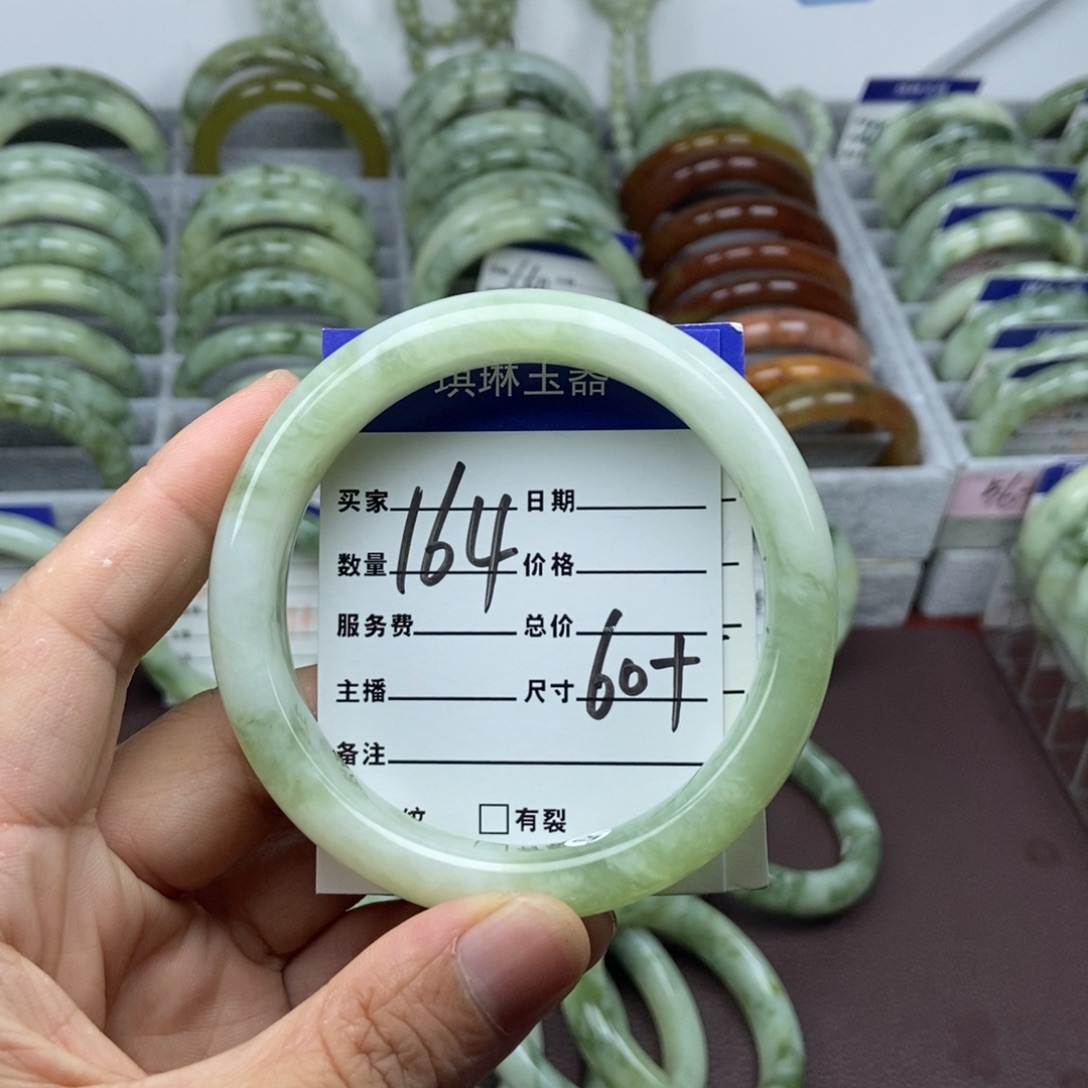 琪琳玉器
买家 164 日期
数量 价格
服务费 总价
主播 尺寸 60+
备注
纹 □有裂